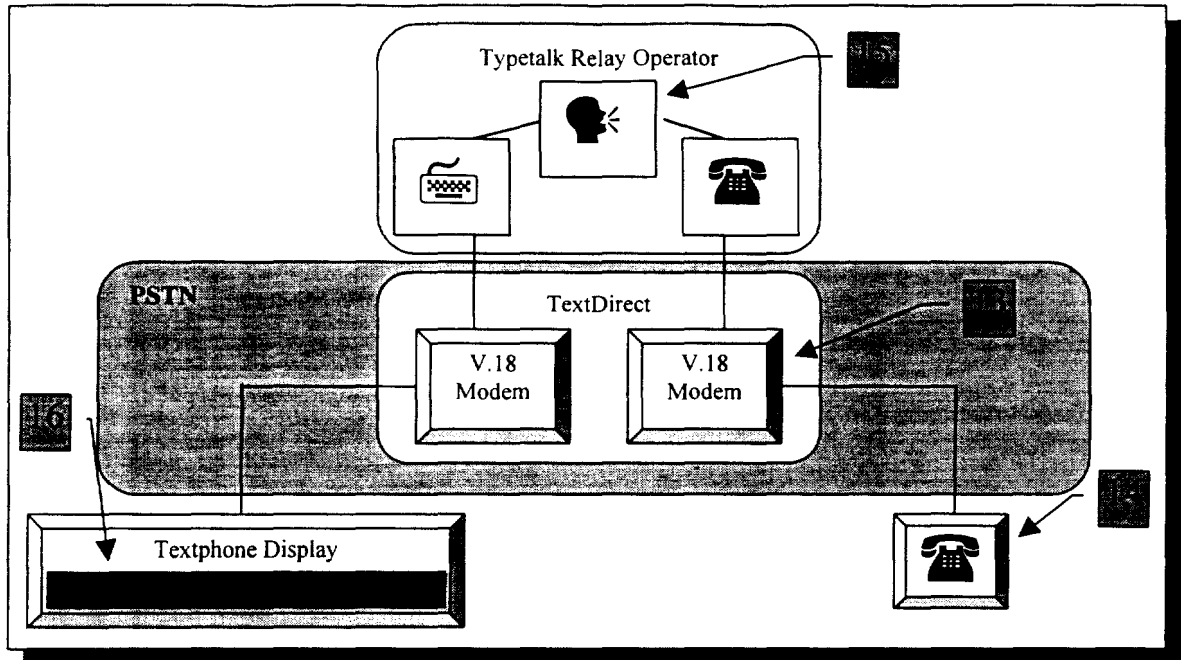 Typetalk Relay Operator
PSTN
TextDirect
V.18
Modem
V.18
Modem
16
Textphone Display